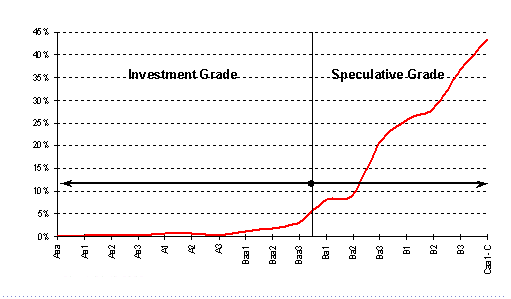 45%
40%
35%
30%
25%
20%
15%
10%
5%
0%
Investment Grade
Speculative Grade
Aaa
Aa1
Aa2
Aa3
A1
A2
A3
Baa1
Baa2
Baa3
Ba1
Ba2
Ba3
B1
B2
B3
Caa1-C